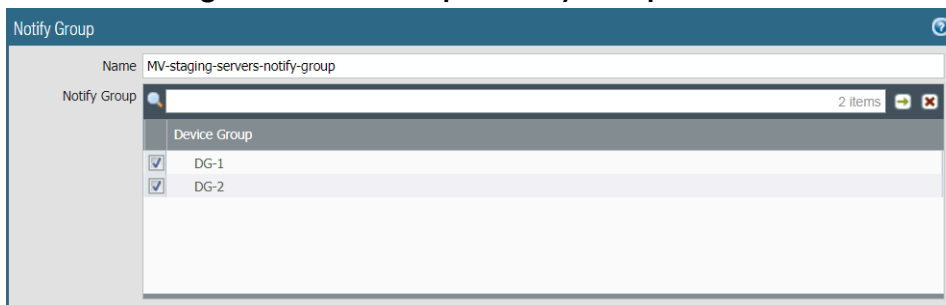 Notify Group
Name MV-staging-servers-notify-group
Notify Group 2 items
Device Group
DG-1
DG-2